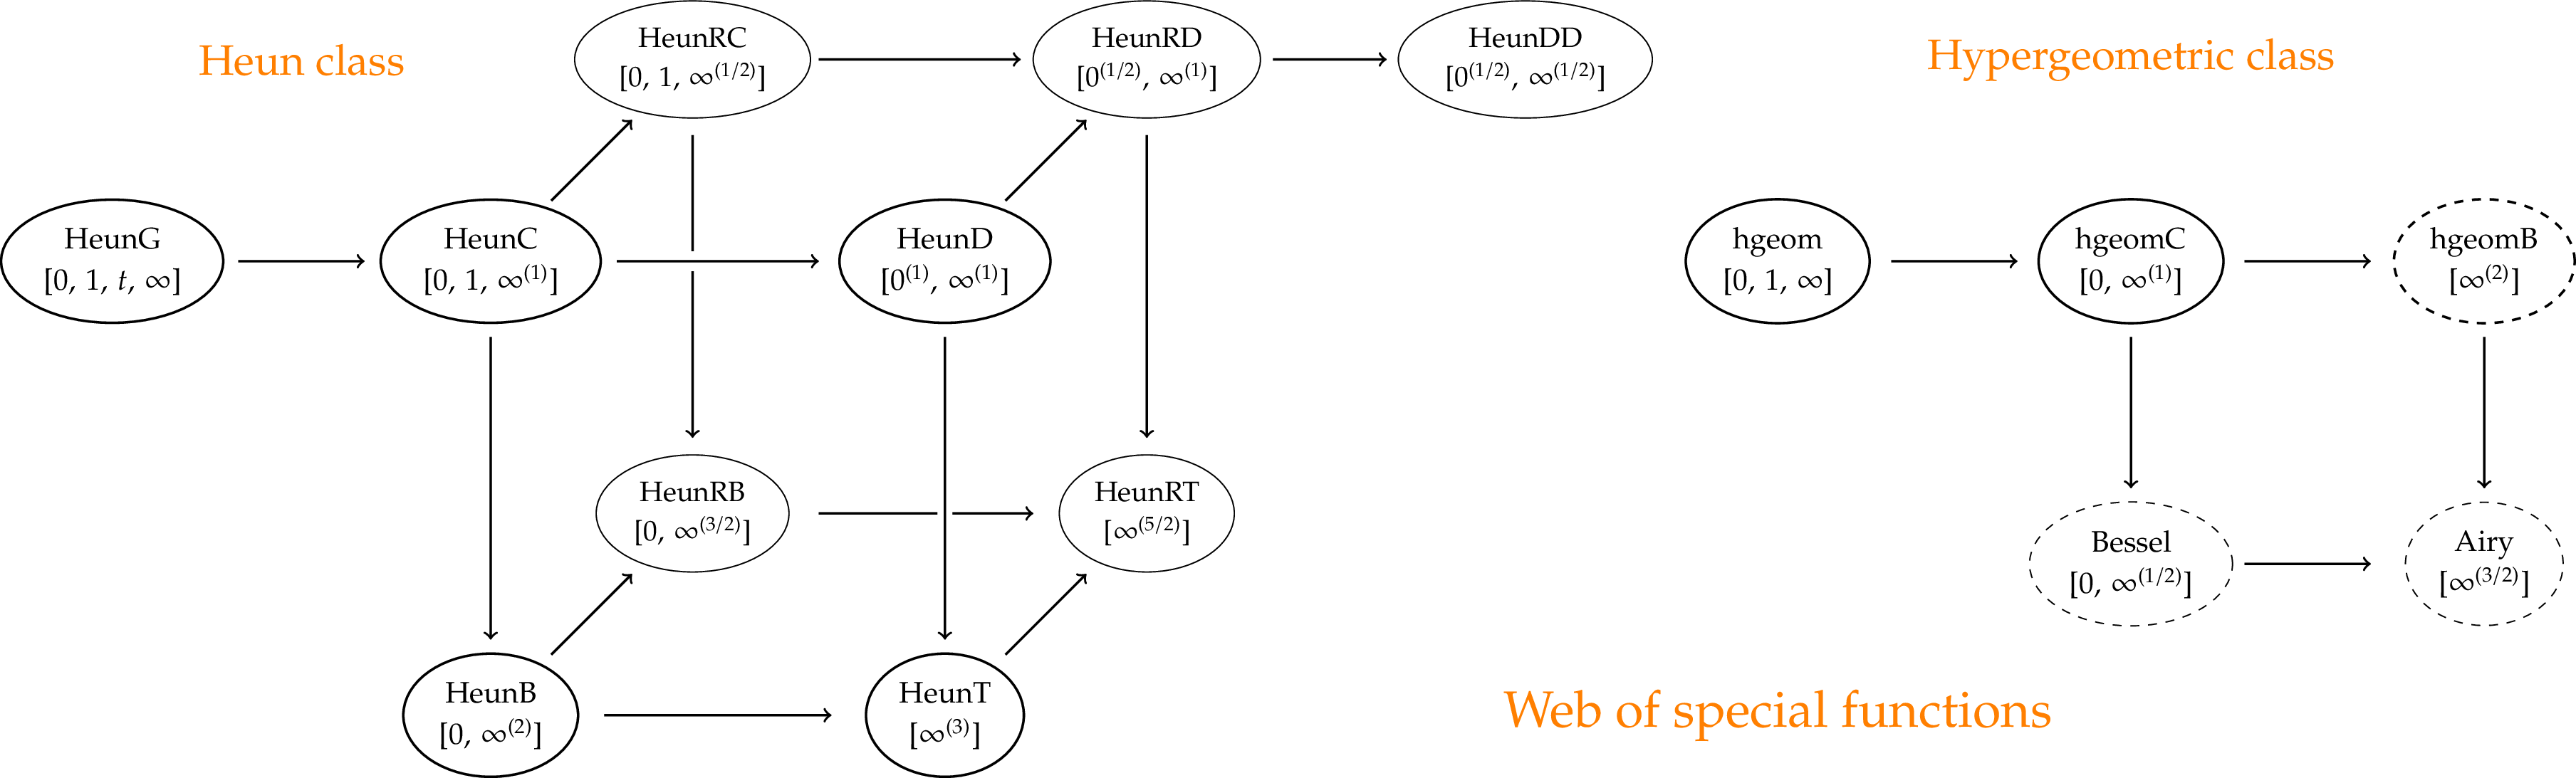 Heun class
HeunRC
[0, 1, ∞^(1/2)]
HeunRD
[0^(1/2), ∞^(1)]
HeunDD
[0^(1/2), ∞^(1/2)]
Hypergeometric class
HeunG
[0, 1, t, ∞]
HeunC
[0, 1, ∞^(1)]
HeunD
[0^(1), ∞^(1)]
hgeom
[0, 1, ∞]
hgeomC
[0, ∞^(1)]
hgeomB
[∞^(2)]
HeunRB
[0, ∞^(3/2)]
HeunRT
[∞^(5/2)]
Bessel
[0, ∞^(1/2)]
Airy
[∞^(3/2)]
HeunB
[0, ∞^(2)]
HeunT
[∞^(3)]
Web of special functions